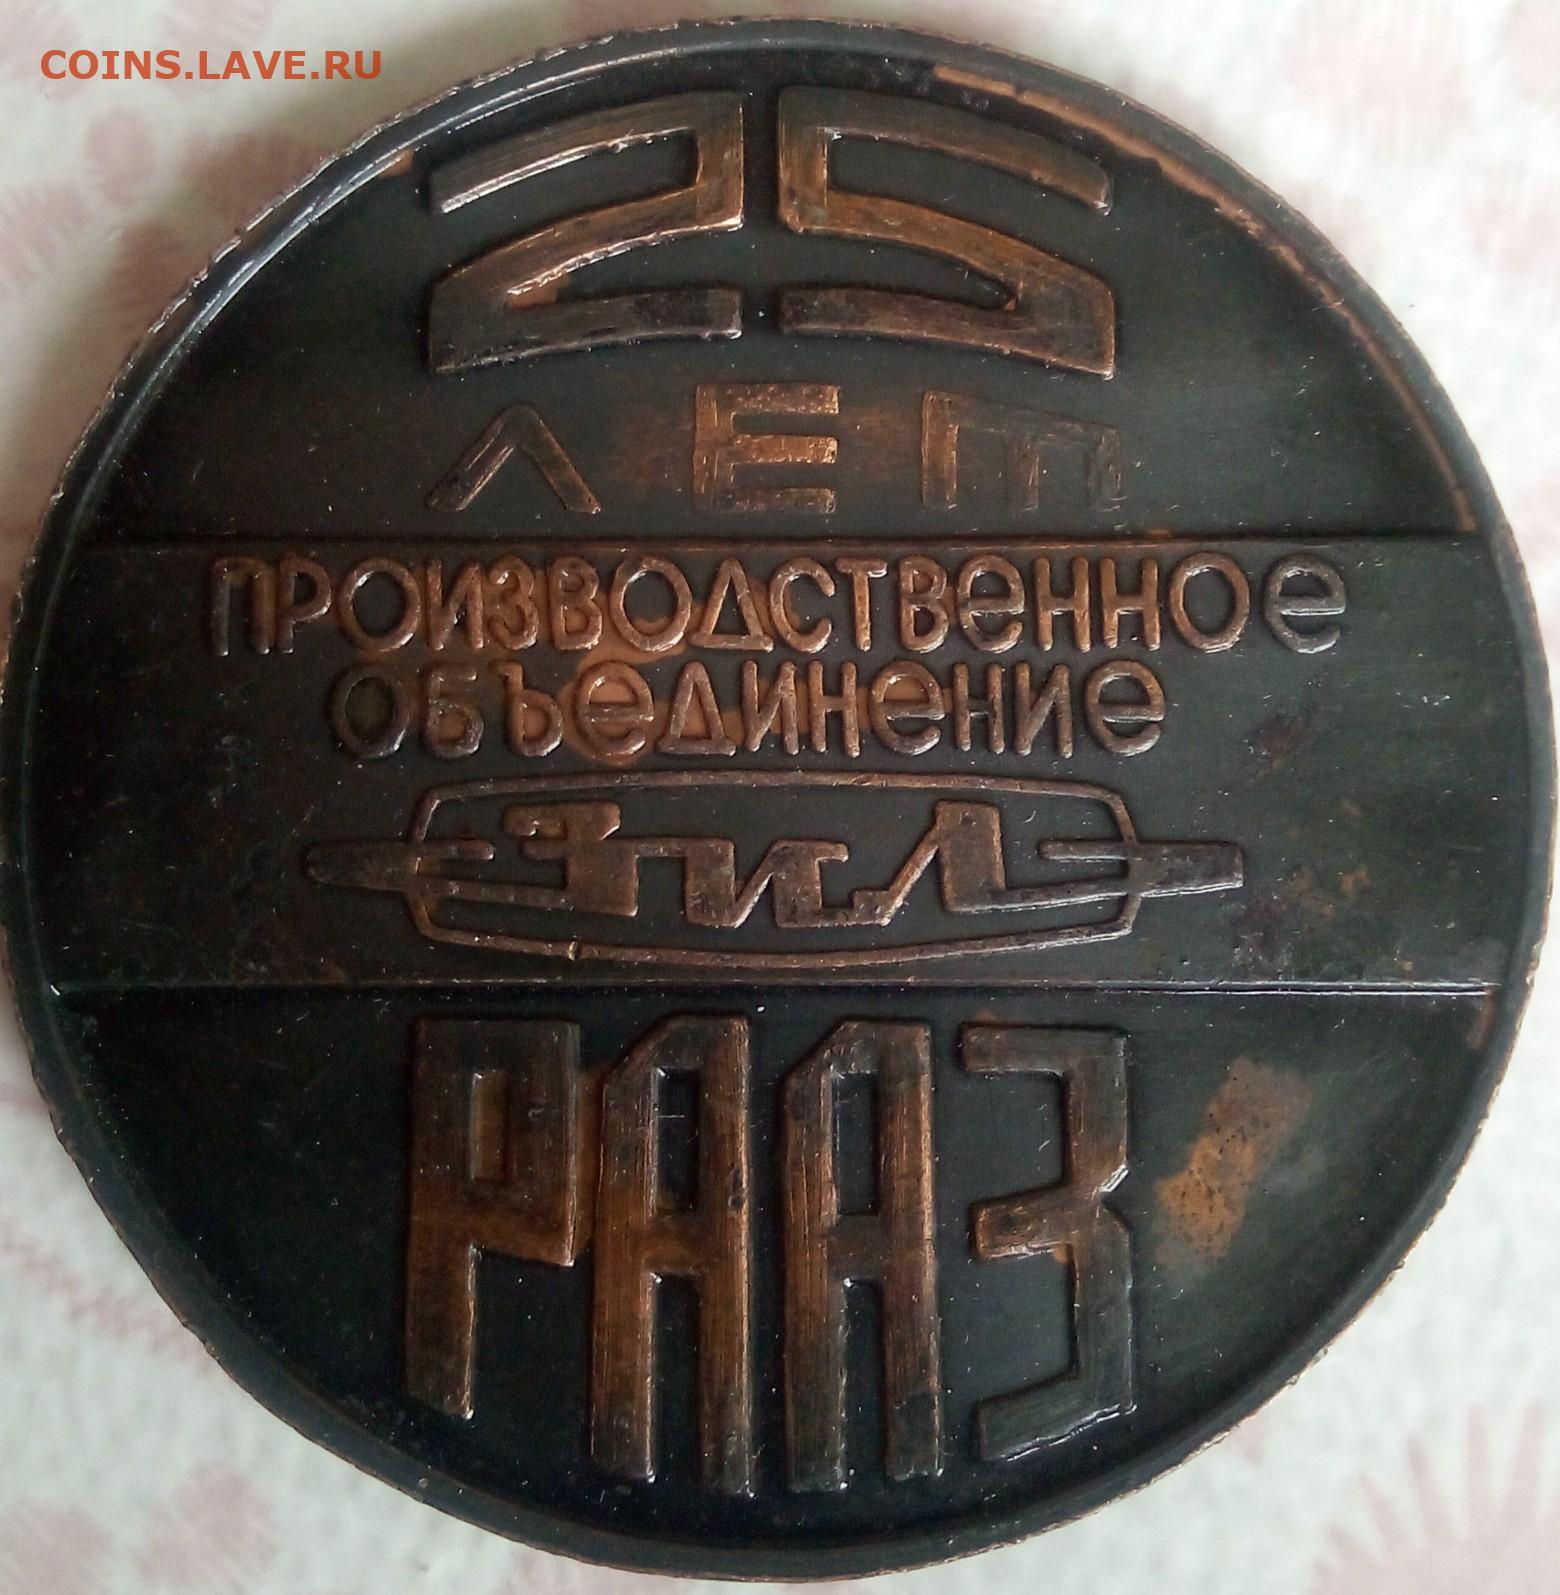 COINS.LAVE.RU
25
лет
ПРОИЗВОДСТВеННОе
ОБЪеДИНеНИе
ЗИЛ
РААЗ